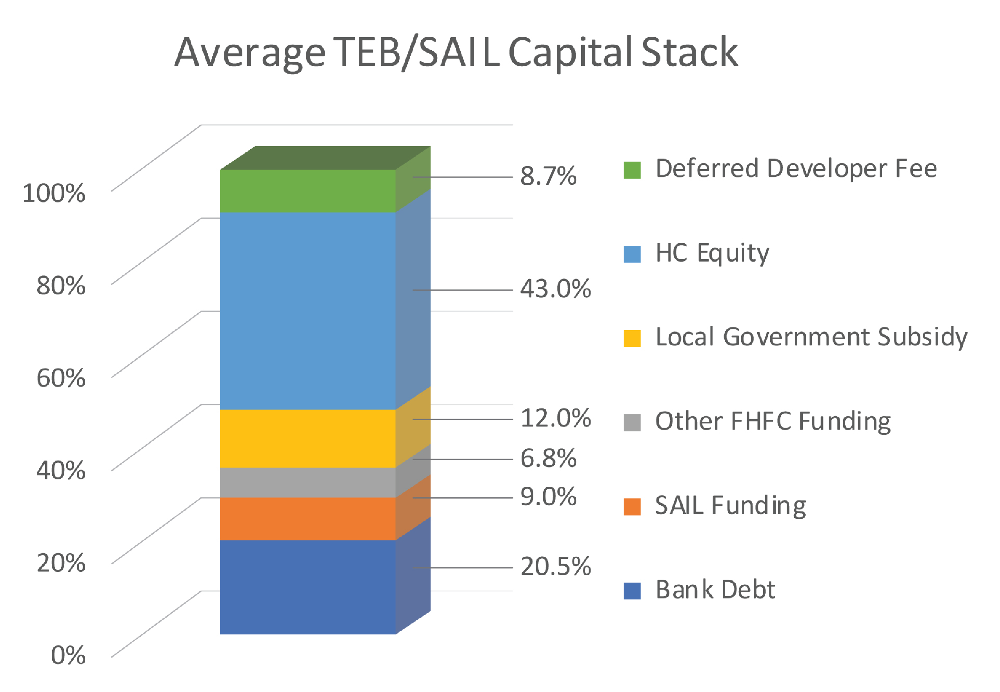 Average TEB/SAIL Capital Stack
100%
80%
60%
40%
20%
0%
8.7%
43.0%
12.0%
6.8%
9.0%
20.5%
Deferred Developer Fee
HC Equity
Local Government Subsidy
Other FHFC Funding
SAIL Funding
Bank Debt